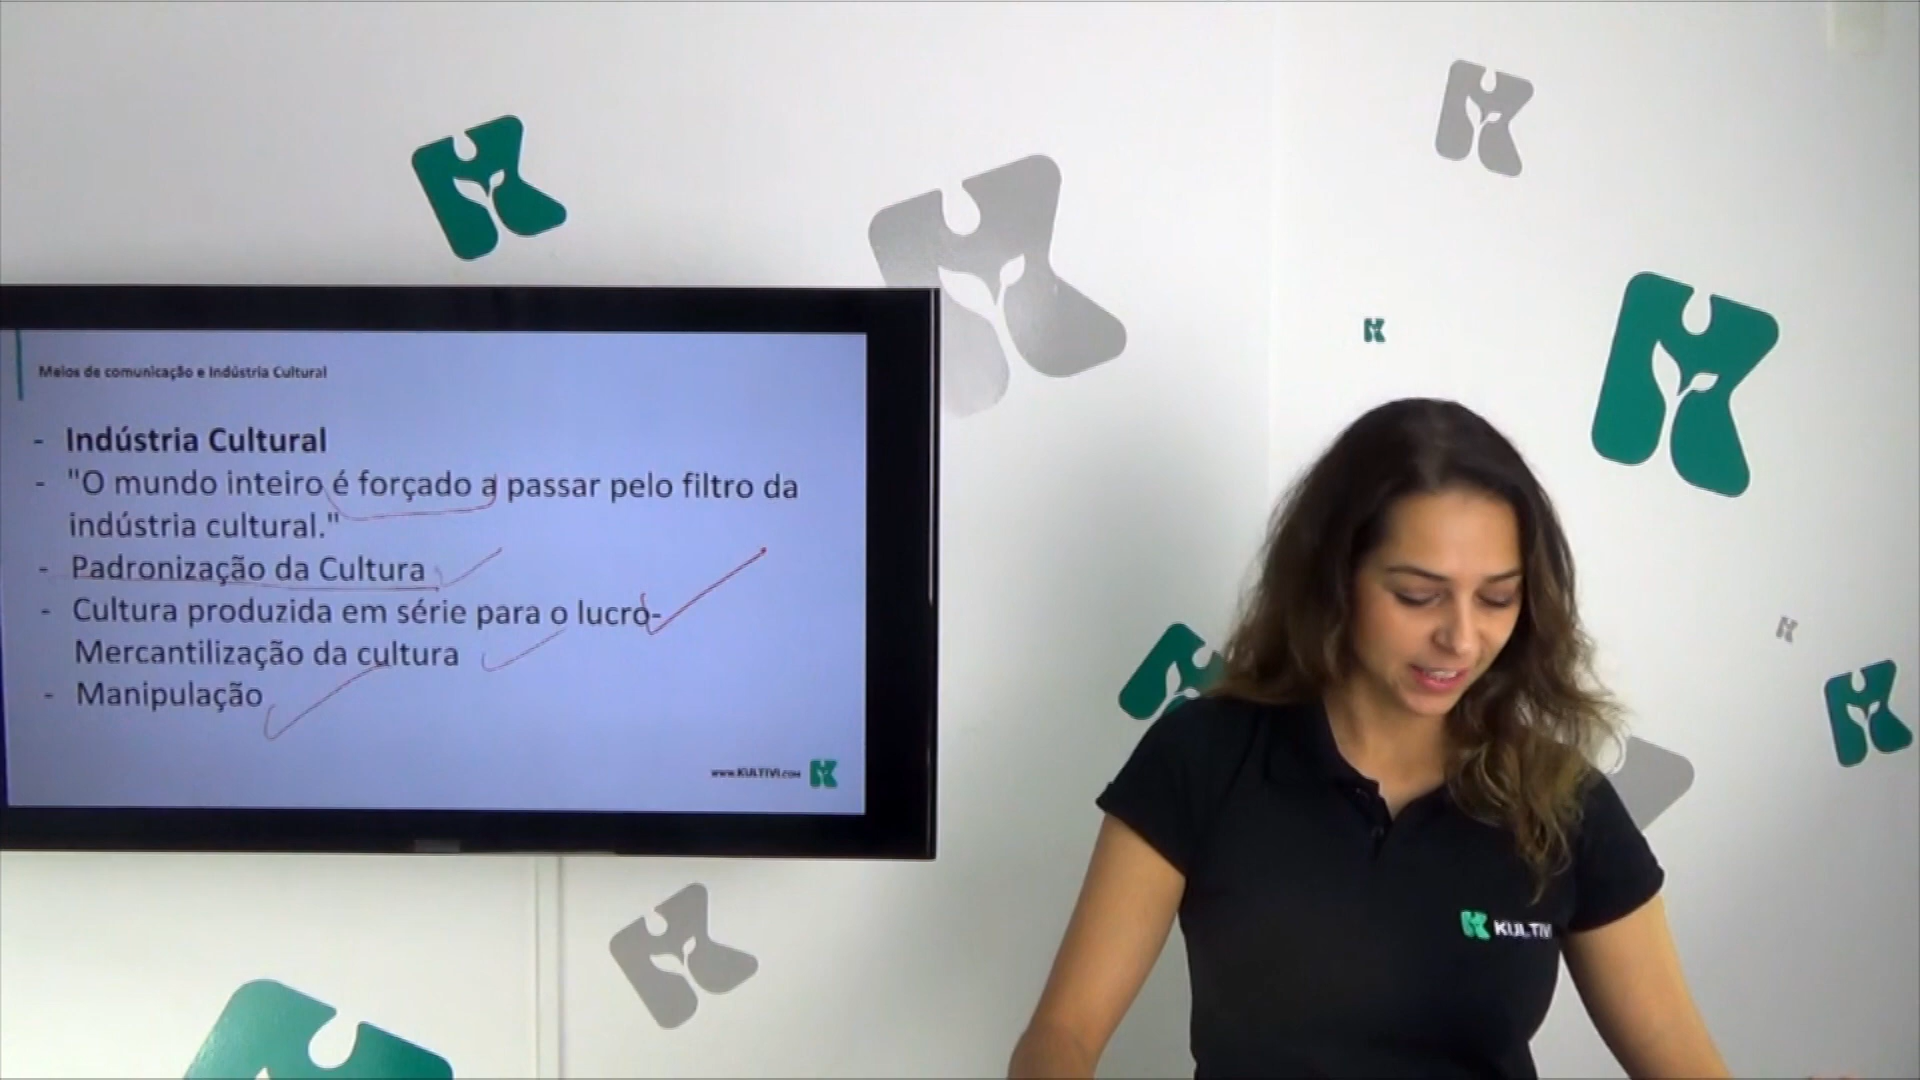 Meios de comunicação e Indústria Cultural
- Indústria Cultural
- "O mundo inteiro é forçado a passar pelo filtro da
indústria cultural."
- Padronização da Cultura
- Cultura produzida em série para o lucro-
Mercantilização da cultura
- Manipulação
www.KULTIVI.COM
KULTIVI